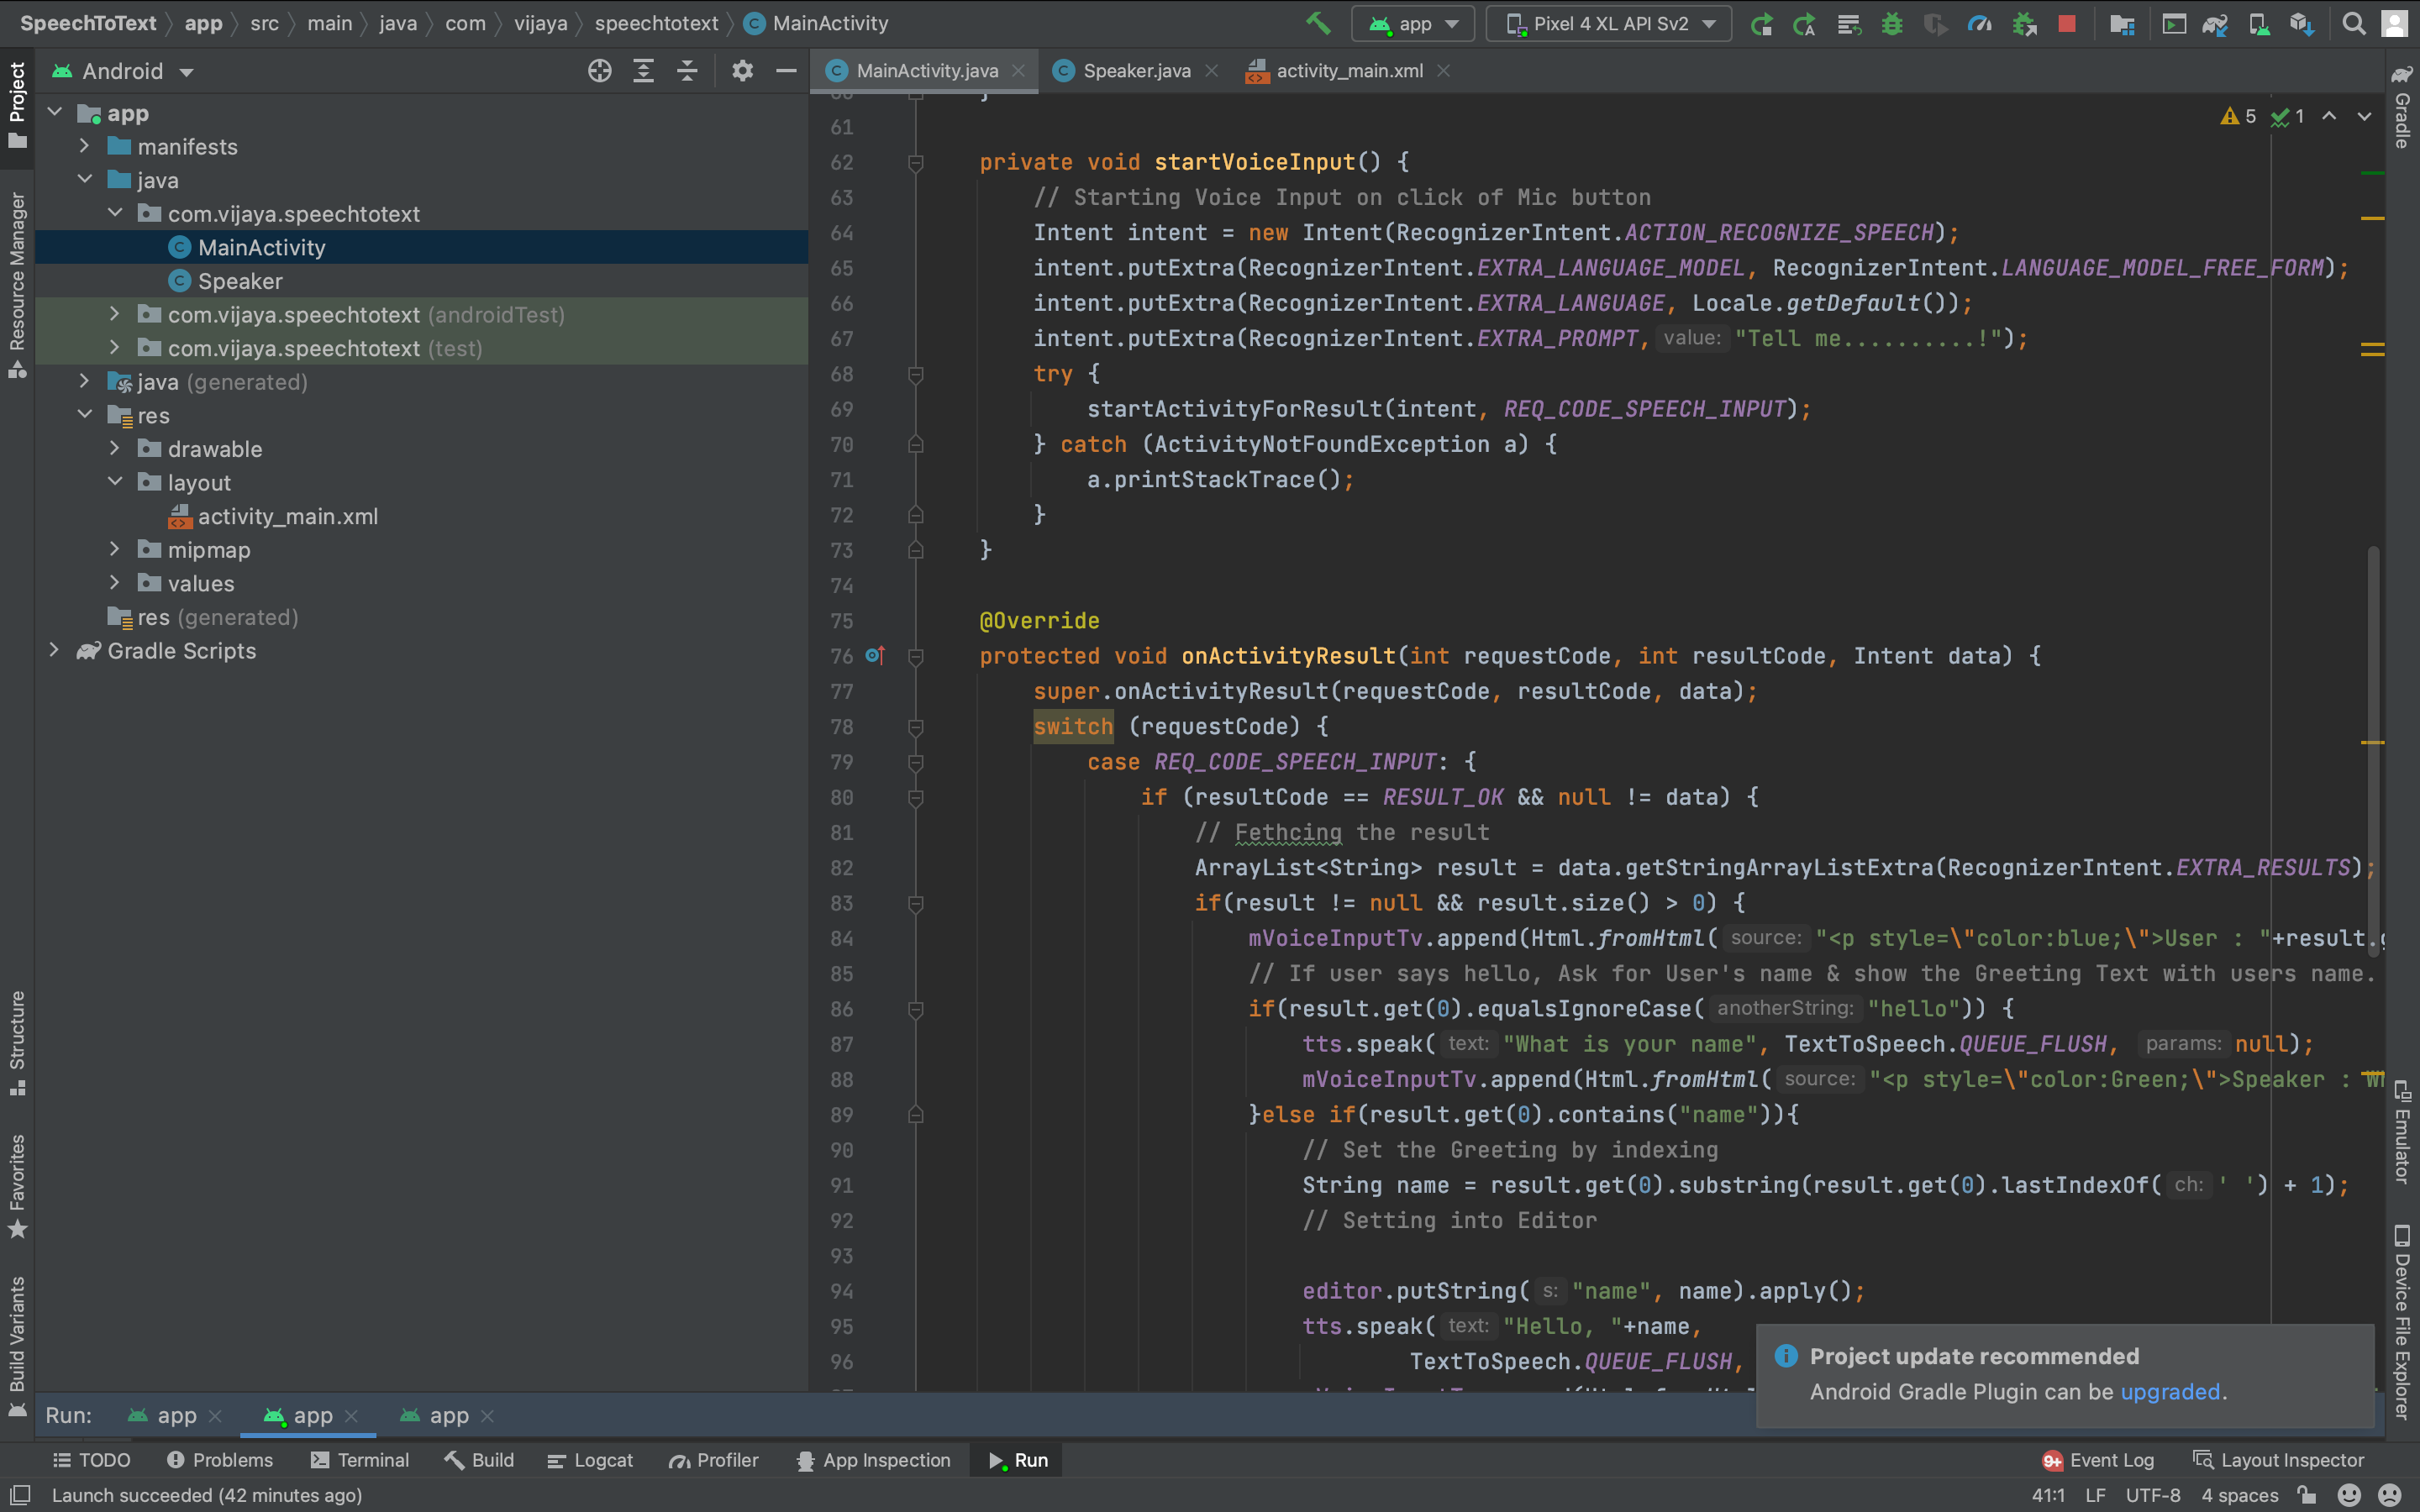 SpeechToText app src main java com vijaya speechtotext MainActivity
app Pixel 4 XL API Sv2
Project
Android
MainActivity.java Speaker.java activity_main.xml
Gradle
app
manifests
java
com.vijaya.speechtotext
MainActivity
Speaker
com.vijaya.speechtotext (androidTest)
com.vijaya.speechtotext (test)
java (generated)
res
drawable
layout
activity_main.xml
mipmap
values
res (generated)
Gradle Scripts
Resource Manager
Structure
Favorites
Build Variants
5 1
61
62 private void startVoiceInput() {
63 // Starting Voice Input on click of Mic button
64 Intent intent = new Intent(RecognizerIntent.ACTION_RECOGNIZE_SPEECH);
65 intent.putExtra(RecognizerIntent.EXTRA_LANGUAGE_MODEL, RecognizerIntent.LANGUAGE_MODEL_FREE_FORM);
66 intent.putExtra(RecognizerIntent.EXTRA_LANGUAGE, Locale.getDefault());
67 intent.putExtra(RecognizerIntent.EXTRA_PROMPT, value: "Tell me..........!");
68 try {
69 startActivityForResult(intent, REQ_CODE_SPEECH_INPUT);
70 } catch (ActivityNotFoundException a) {
71 a.printStackTrace();
72 }
73 }
74
75 @Override
76 protected void onActivityResult(int requestCode, int resultCode, Intent data) {
77 super.onActivityResult(requestCode, resultCode, data);
78 switch (requestCode) {
79 case REQ_CODE_SPEECH_INPUT: {
80 if (resultCode == RESULT_OK && null != data) {
81 // Fethcing the result
82 ArrayList<String> result = data.getStringArrayListExtra(RecognizerIntent.EXTRA_RESULTS);
83 if(result != null && result.size() > 0) {
84 mVoiceInputTv.append(Html.fromHtml( source: "<p style=\"color:blue;\">User : "+result.
85 // If user says hello, Ask for User's name & show the Greeting Text with users name.
86 if(result.get(0).equalsIgnoreCase( anotherString: "hello")) {
87 tts.speak( text: "What is your name", TextToSpeech.QUEUE_FLUSH, params: null);
88 mVoiceInputTv.append(Html.fromHtml( source: "<p style=\"color:Green;\">Speaker :
89 }else if(result.get(0).contains("name")){
90 // Set the Greeting by indexing
91 String name = result.get(0).substring(result.get(0).lastIndexOf( ch: ' ') + 1);
92 // Setting into Editor
93
94 editor.putString( s: "name", name).apply();
95 tts.speak( text: "Hello, "+name,
96 TextToSpeech.QUEUE_FLUSH,
Emulator
Device File Explorer
Project update recommended
Android Gradle Plugin can be upgraded.
Run: app app app
TODO Problems Terminal Build Logcat Profiler App Inspection Run 9+ Event Log Layout Inspector
Launch succeeded (42 minutes ago) 41:1 LF UTF-8 4 spaces